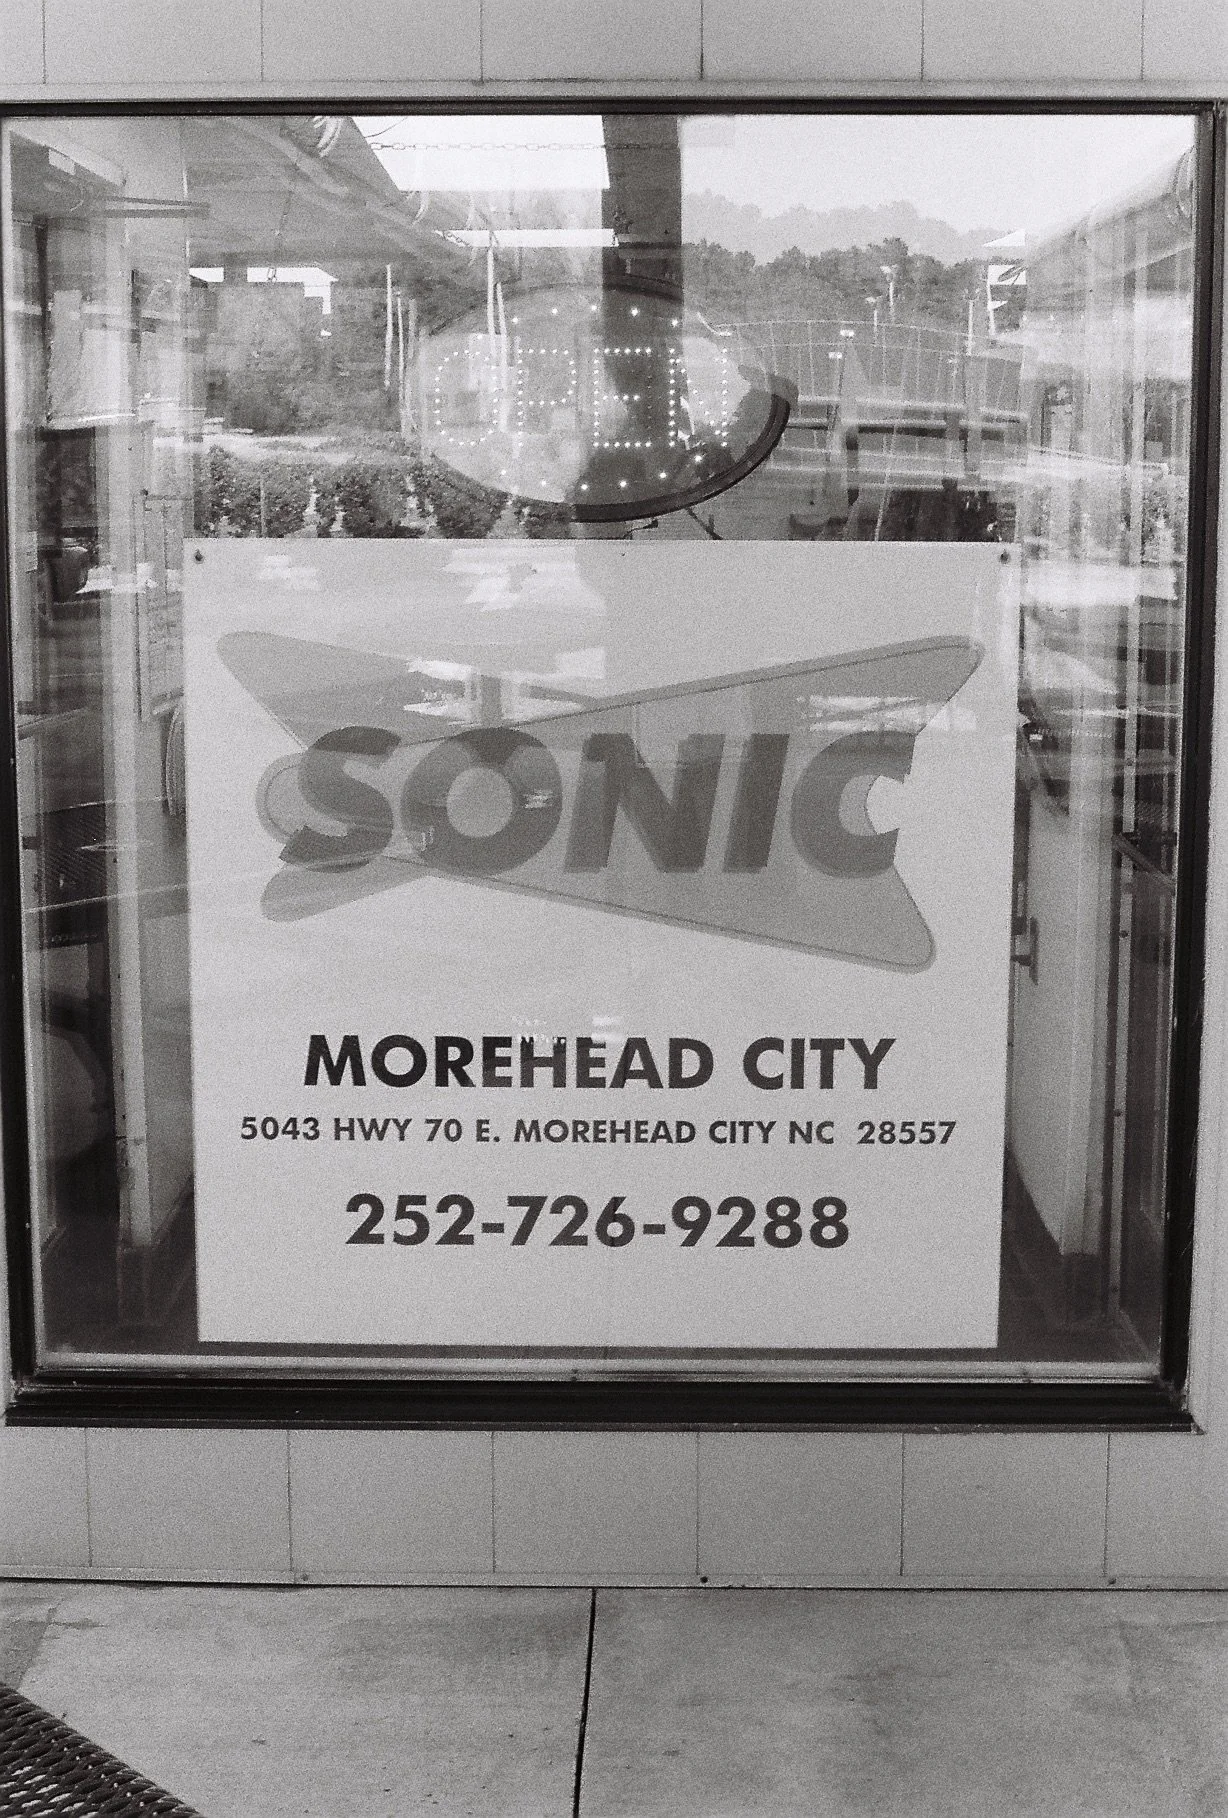 OPEN
SONIC
MOREHEAD CITY
5043 HWY 70 E. MOREHEAD CITY NC 28557
252-726-9288